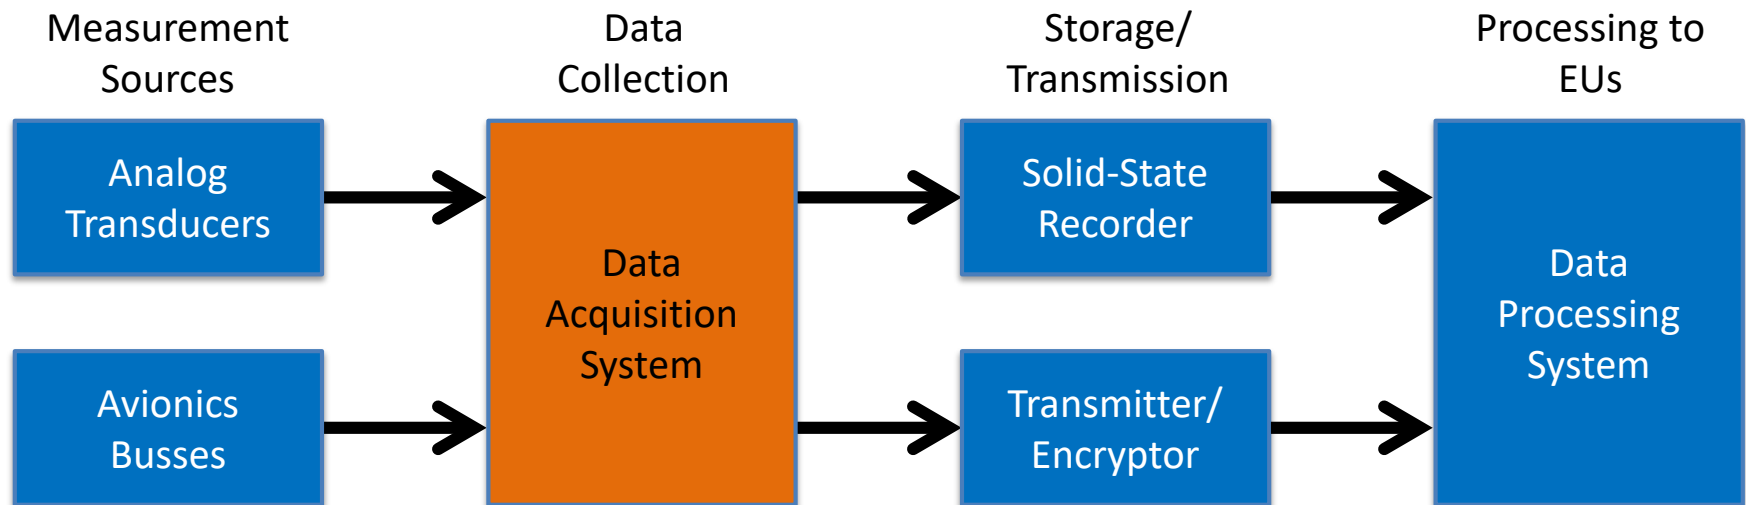 Measurement
Sources
Data
Collection
Storage/
Transmission
Processing to
EUs
Analog
Transducers
Avionics
Busses
Data
Acquisition
System
Solid-State
Recorder
Transmitter/
Encryptor
Data
Processing
System